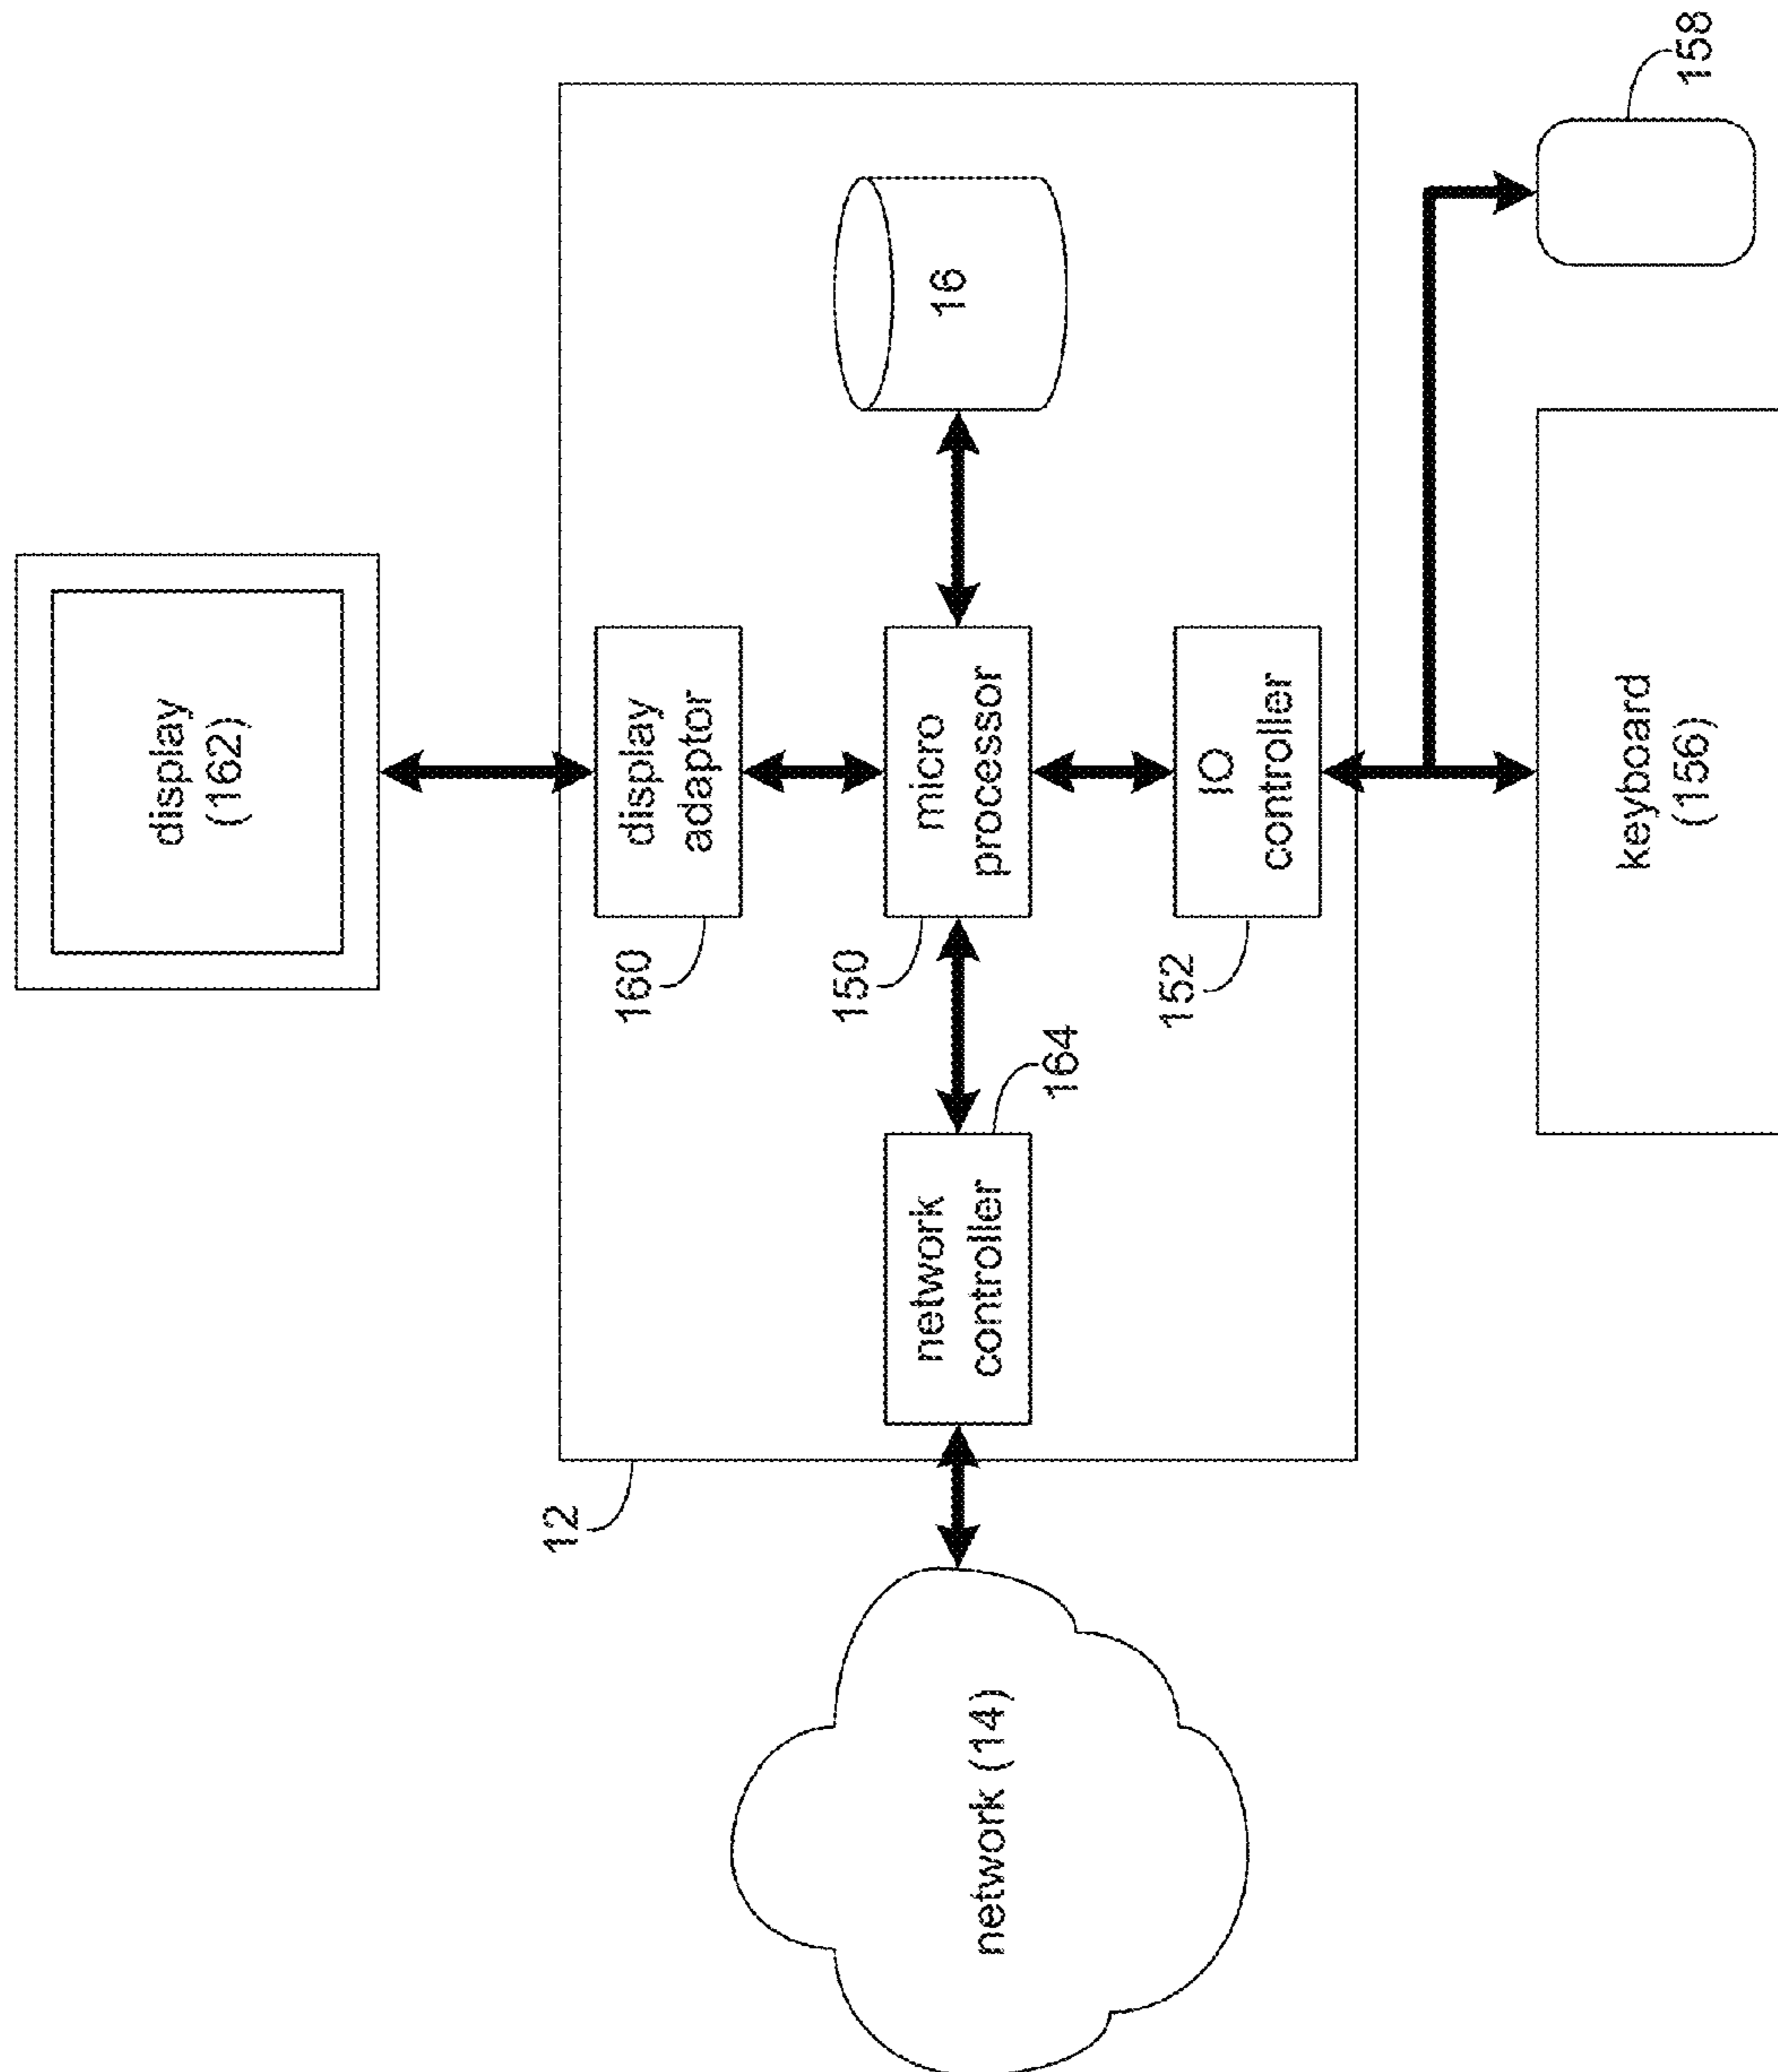 display
(162)
12
160
display
adaptor
150
micro
processor
16
network
controller
164
network (14)
152
IO
controller
keyboard
(156)
158